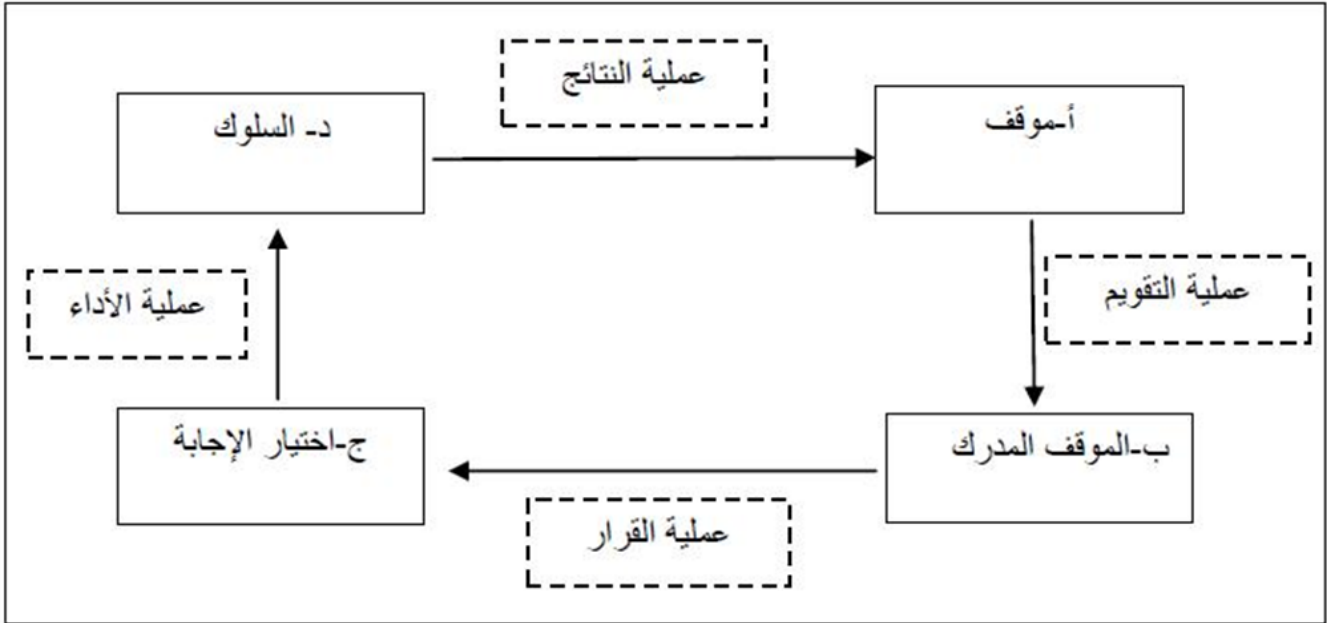 عملية النتائج
أ-موقف
د- السلوك
عملية التقويم
عملية الأداء
ب-الموقف المدرك
ج-اختيار الإجابة
عملية القرار